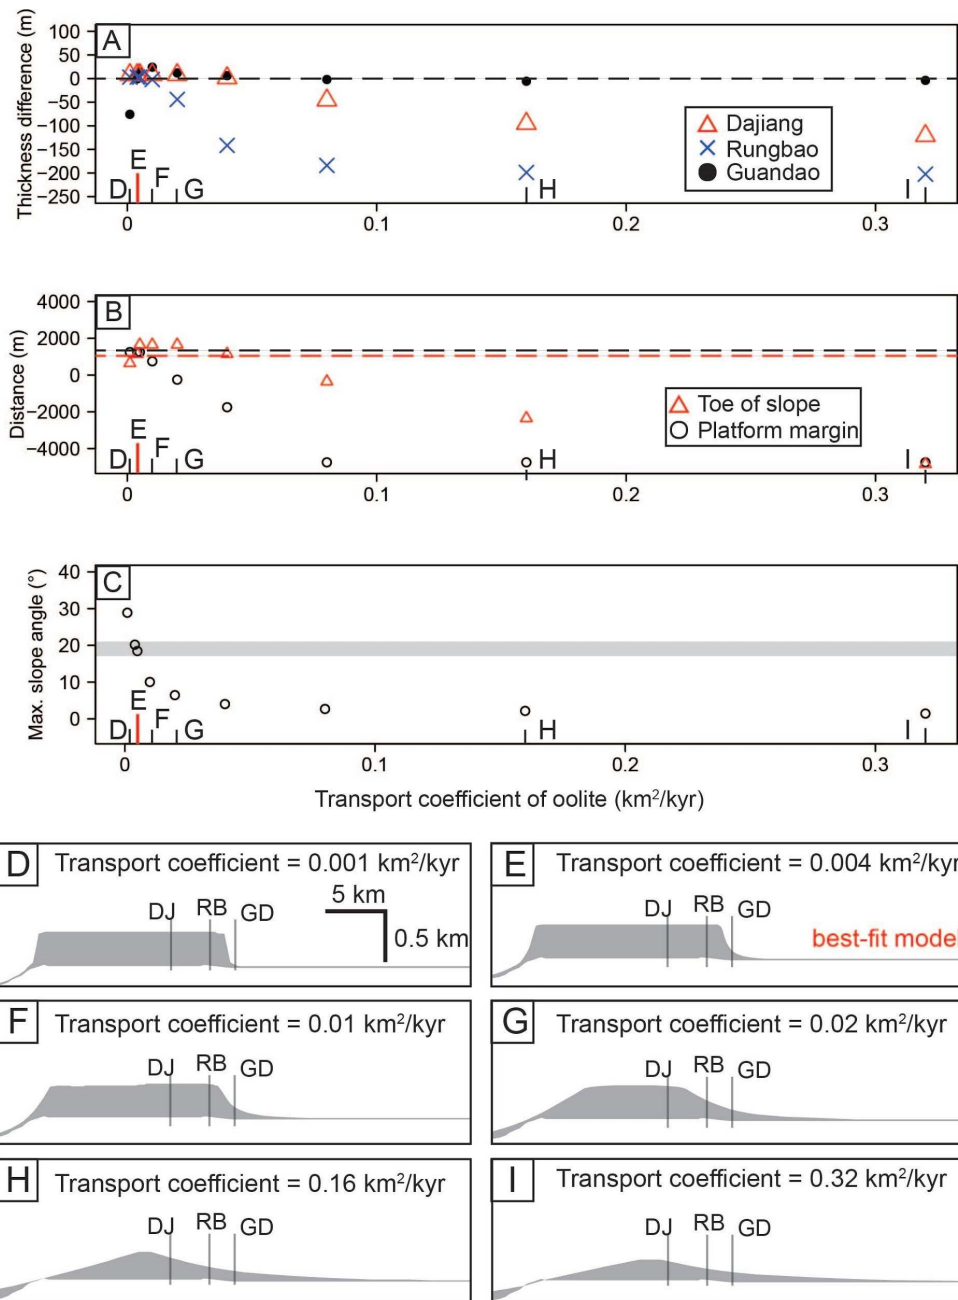 A
Thickness difference (m)
100
50
0
−50
−100
−150
−200
−250
Dajiang
Rungbao
Guandao
D E F G H I
0 0.1 0.2 0.3
B
Distance (m)
4000
2000
0
−2000
−4000
Toe of slope
Platform margin
D E F G H I
0 0.1 0.2 0.3
C
Max. slope angle (°)
40
30
20
10
0
D E F G H I
0 0.1 0.2 0.3
Transport coefficient of oolite (km²/kyr)
D Transport coefficient = 0.001 km²/kyr
5 km
DJ RB GD
0.5 km
E Transport coefficient = 0.004 km²/kyr
DJ RB GD
best-fit model
F Transport coefficient = 0.01 km²/kyr
DJ RB GD
G Transport coefficient = 0.02 km²/kyr
DJ RB GD
H Transport coefficient = 0.16 km²/kyr
DJ RB GD
I Transport coefficient = 0.32 km²/kyr
DJ RB GD